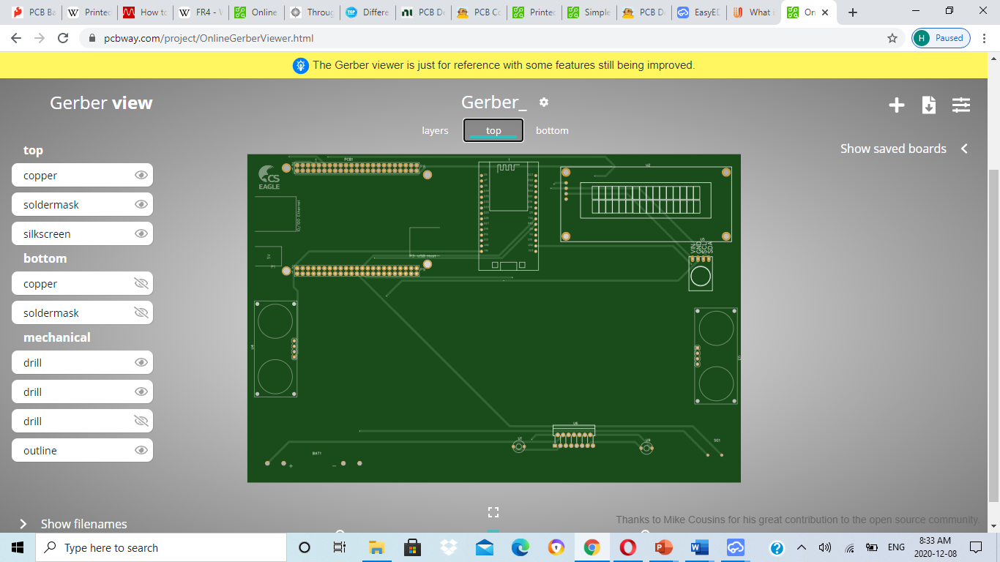 PCB Ba
Printec
How to
FR4 - V
Online
Throug
Differe
PCB De
PCB Co
Printec
Simple
PCB D
EasyED
What i
On
pcbway.com/project/OnlineGerberViewer.html
H Paused
The Gerber viewer is just for reference with some features still being improved.
Gerber view
Gerber_
layers
top
bottom
Show saved boards
top
copper
soldermask
silkscreen
bottom
copper
soldermask
mechanical
drill
drill
drill
outline
PCB1
CS
EAGLE
10/100 Ethernet
5V
P3 USB Host
U2
VIN
GND
SCL
SDA
U4
U6
U1
U9
SG1
BAT1
+
−
Show filenames
Thanks to Mike Cousins for his great contribution to the open source community.
Type here to search
ENG
8:33 AM
2020-12-08